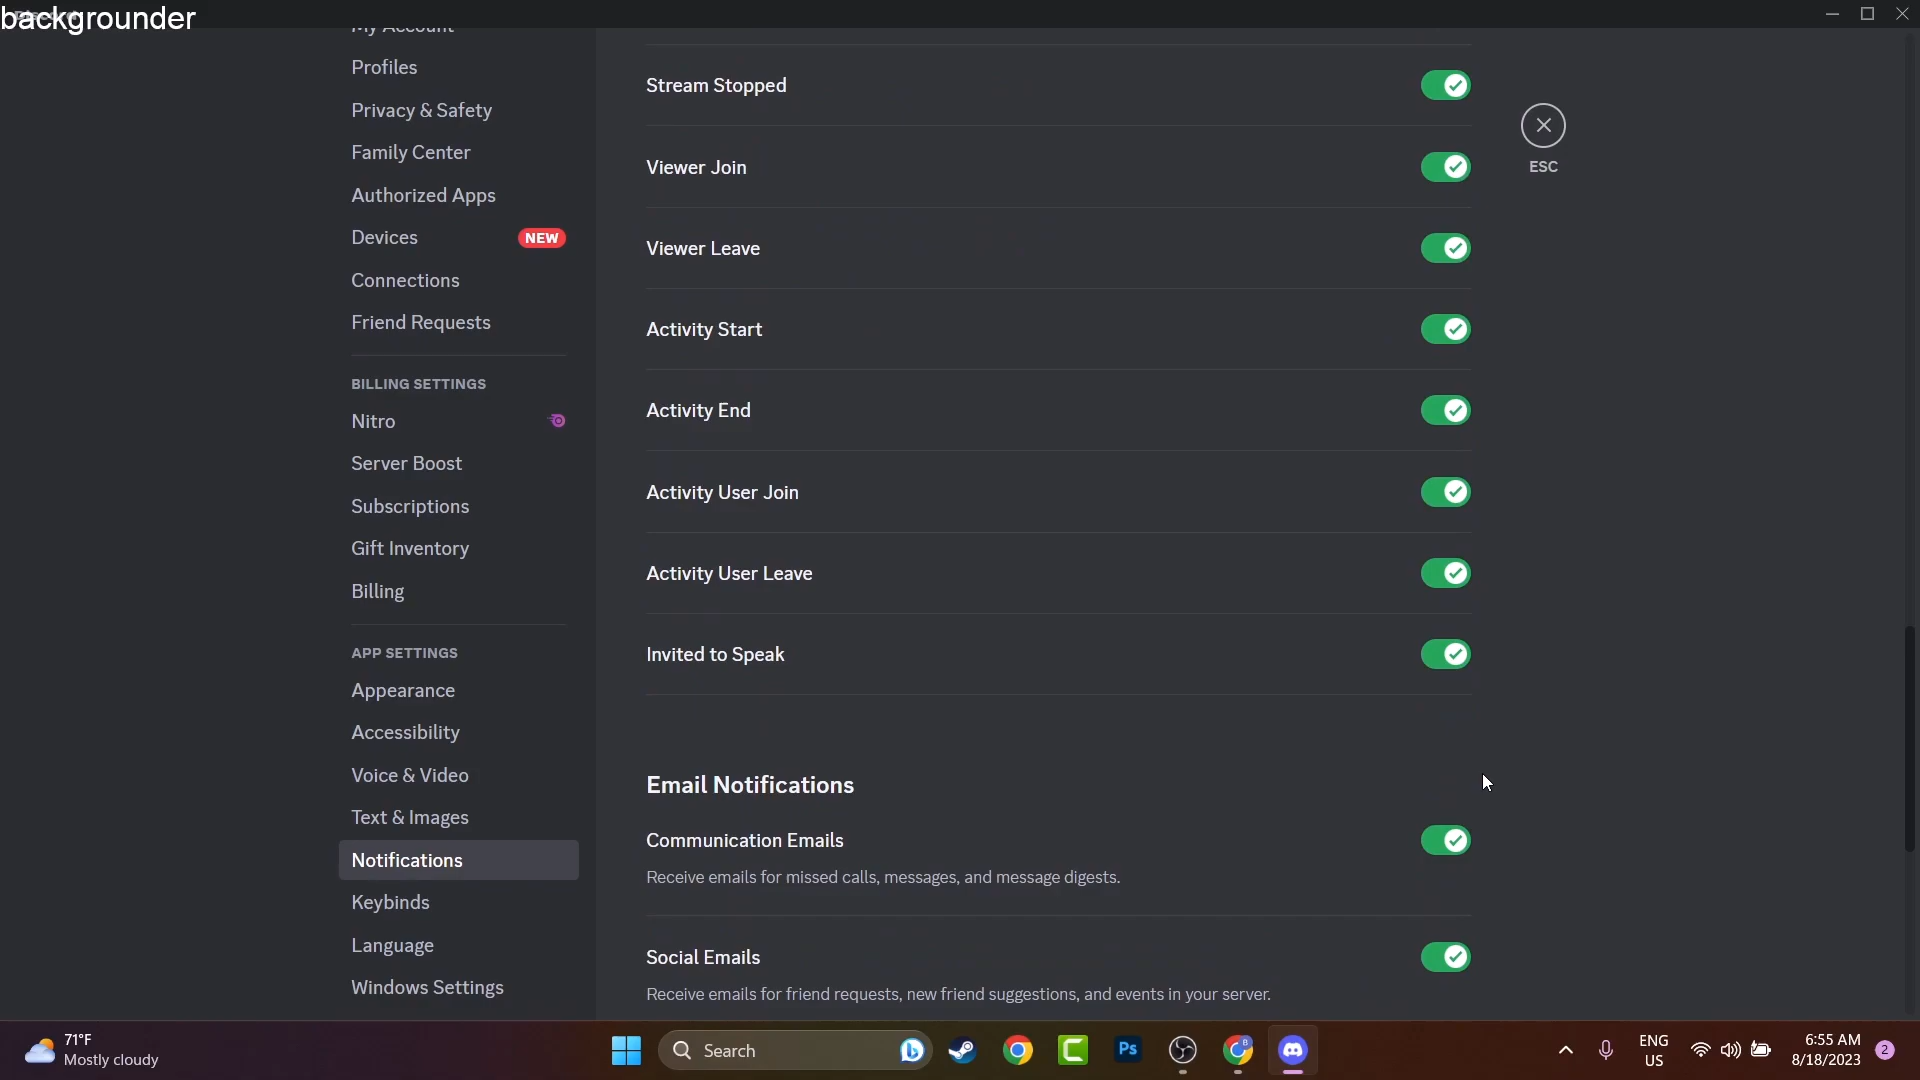 backgrounder
My Account
Profiles
Privacy & Safety
Family Center
Authorized Apps
Devices NEW
Connections
Friend Requests
BILLING SETTINGS
Nitro
Server Boost
Subscriptions
Gift Inventory
Billing
APP SETTINGS
Appearance
Accessibility
Voice & Video
Text & Images
Notifications
Keybinds
Language
Windows Settings
Stream Stopped
Viewer Join
Viewer Leave
Activity Start
Activity End
Activity User Join
Activity User Leave
Invited to Speak
Email Notifications
Communication Emails
Receive emails for missed calls, messages, and message digests.
Social Emails
Receive emails for friend requests, new friend suggestions, and events in your server.
ESC
71°F
Mostly cloudy
Search
Ps
B
ENG
US
6:55 AM
8/18/2023
2